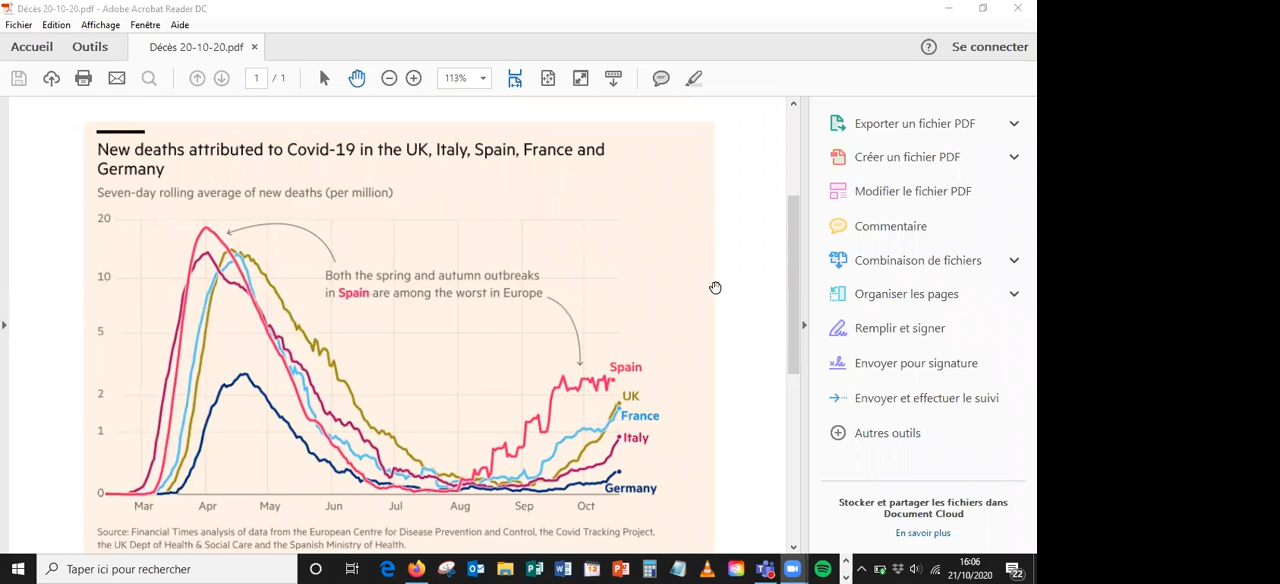 Décès 20-10-20.pdf - Adobe Acrobat Reader DC
Fichier Edition Affichage Fenêtre Aide
Accueil Outils Décès 20-10-20.pdf × Se connecter
1 / 1 113%
New deaths attributed to Covid-19 in the UK, Italy, Spain, France and
Germany
Seven-day rolling average of new deaths (per million)
20
10
5
2
1
0
Both the spring and autumn outbreaks
in Spain are among the worst in Europe
Spain
UK
France
Italy
Germany
Mar Apr May Jun Jul Aug Sep Oct
Source: Financial Times analysis of data from the European Centre for Disease Prevention and Control, the Covid Tracking Project,
the UK Dept of Health & Social Care and the Spanish Ministry of Health.
Exporter un fichier PDF
Créer un fichier PDF
Modifier le fichier PDF
Commentaire
Combinaison de fichiers
Organiser les pages
Remplir et signer
Envoyer pour signature
Envoyer et effectuer le suivi
Autres outils
Stocker et partager les fichiers dans
Document Cloud
En savoir plus
Taper ici pour rechercher
16:06
21/10/2020
22